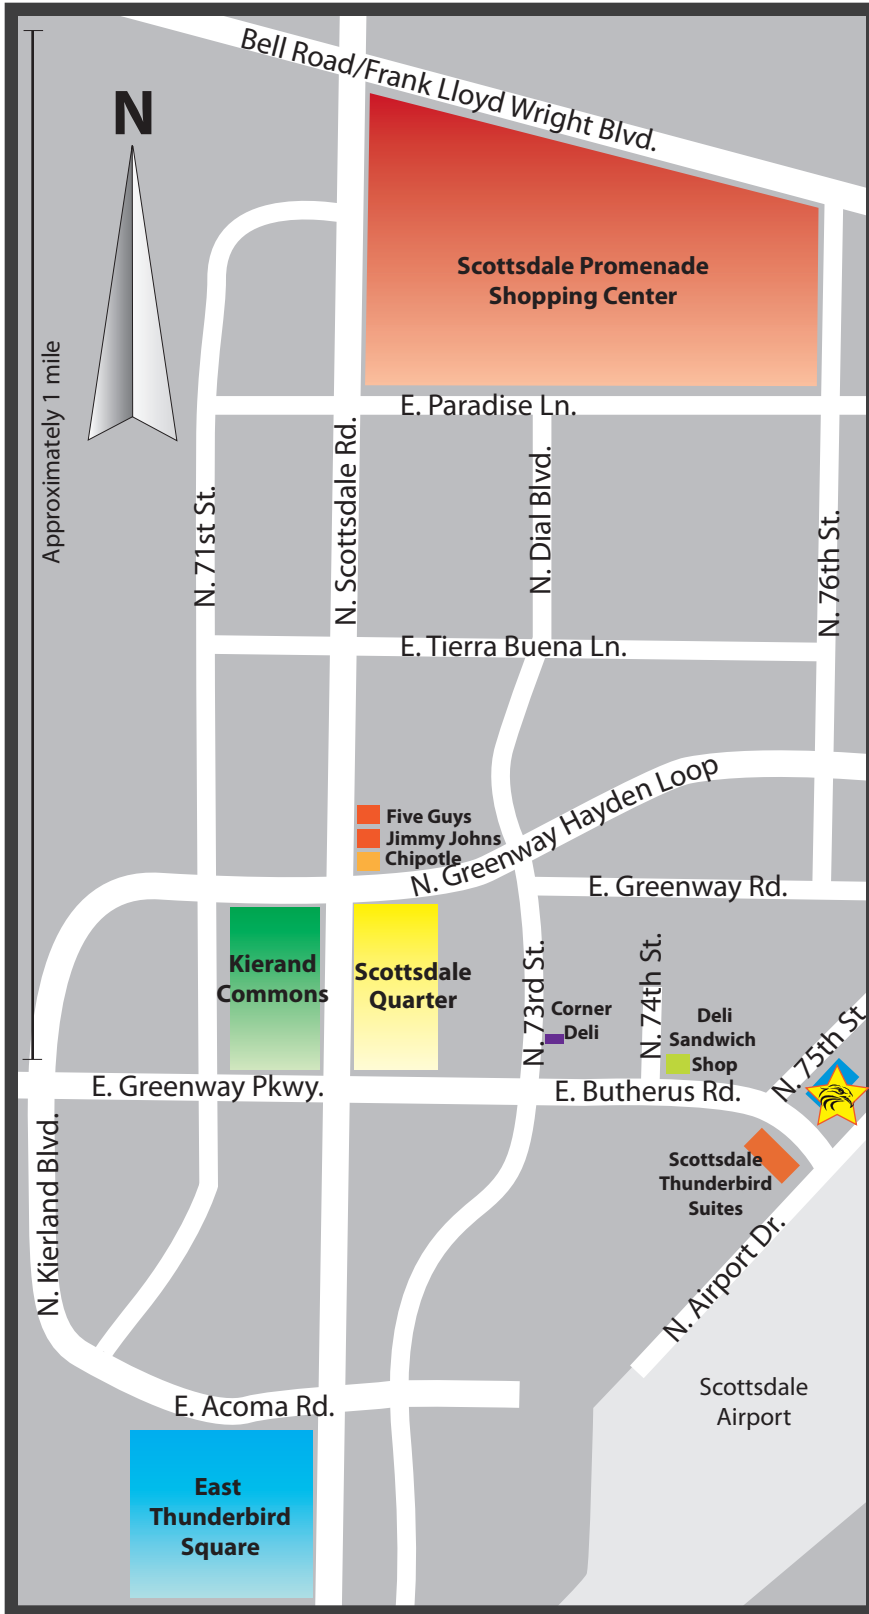 Bell Road/Frank Lloyd Wright Blvd.
N
Scottsdale Promenade
Shopping Center
Approximately 1 mile
E. Paradise Ln.
N. 71st St.
N. Scottsdale Rd.
N. Dial Blvd.
N. 76th St.
E. Tierra Buena Ln.
Five Guys
Jimmy Johns
Chipotle
N. Greenway Hayden Loop
E. Greenway Rd.
Kierand
Commons
Scottsdale
Quarter
N. 73rd St.
Corner
Deli
N. 74th St.
Deli
Sandwich
Shop
N. 75th St
E. Greenway Pkwy.
E. Butherus Rd.
N. Kierland Blvd.
Scottsdale
Thunderbird
Suites
N. Airport Dr.
Scottsdale
Airport
E. Acoma Rd.
East
Thunderbird
Square